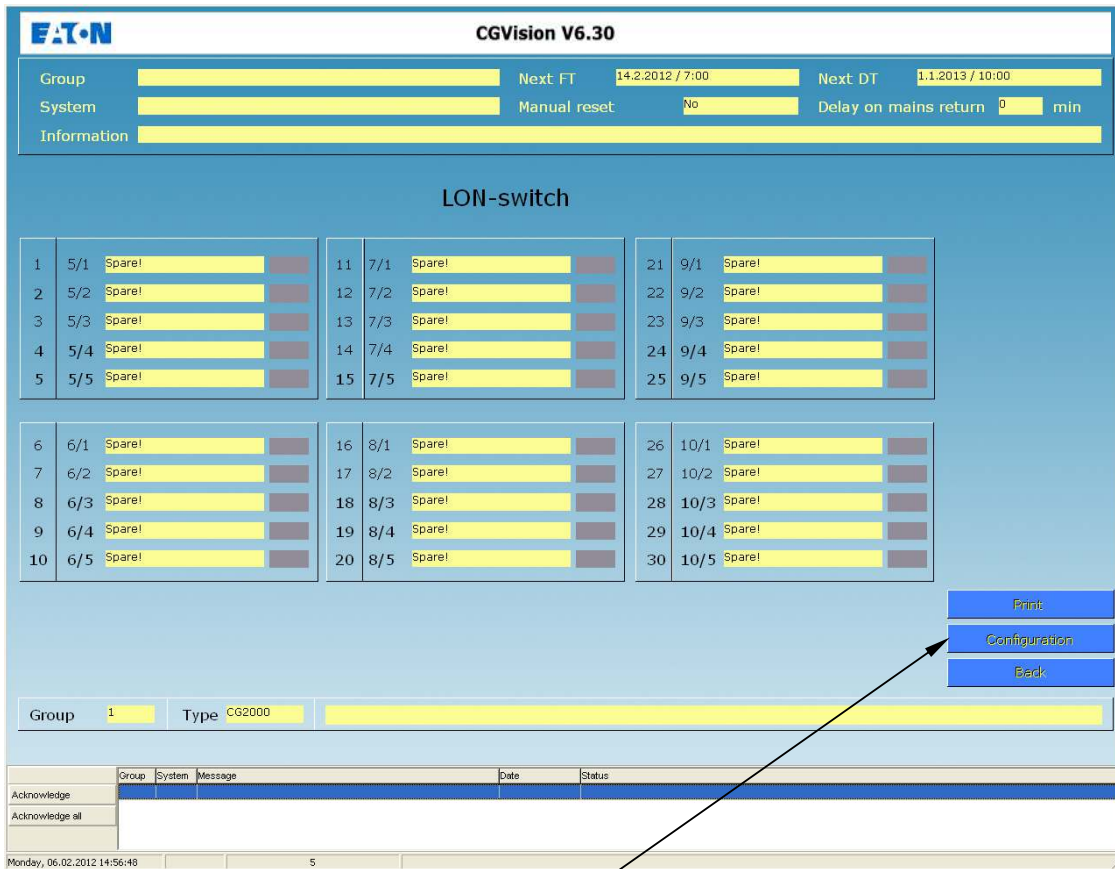 EATON
CGVision V6.30
Group Next FT 14.2.2012 / 7:00 Next DT 1.1.2013 / 10:00
System Manual reset No Delay on mains return 0 min
Information
LON-switch
1 5/1 Spare! 11 7/1 Spare! 21 9/1 Spare!
2 5/2 Spare! 12 7/2 Spare! 22 9/2 Spare!
3 5/3 Spare! 13 7/3 Spare! 23 9/3 Spare!
4 5/4 Spare! 14 7/4 Spare! 24 9/4 Spare!
5 5/5 Spare! 15 7/5 Spare! 25 9/5 Spare!
6 6/1 Spare! 16 8/1 Spare! 26 10/1 Spare!
7 6/2 Spare! 17 8/2 Spare! 27 10/2 Spare!
8 6/3 Spare! 18 8/3 Spare! 28 10/3 Spare!
9 6/4 Spare! 19 8/4 Spare! 29 10/4 Spare!
10 6/5 Spare! 20 8/5 Spare! 30 10/5 Spare!
Print
Configuration
Back
Group 1 Type CG2000
Group System Message Date Status
Acknowledge
Acknowledge all
Monday, 06.02.2012 14:56:48 5